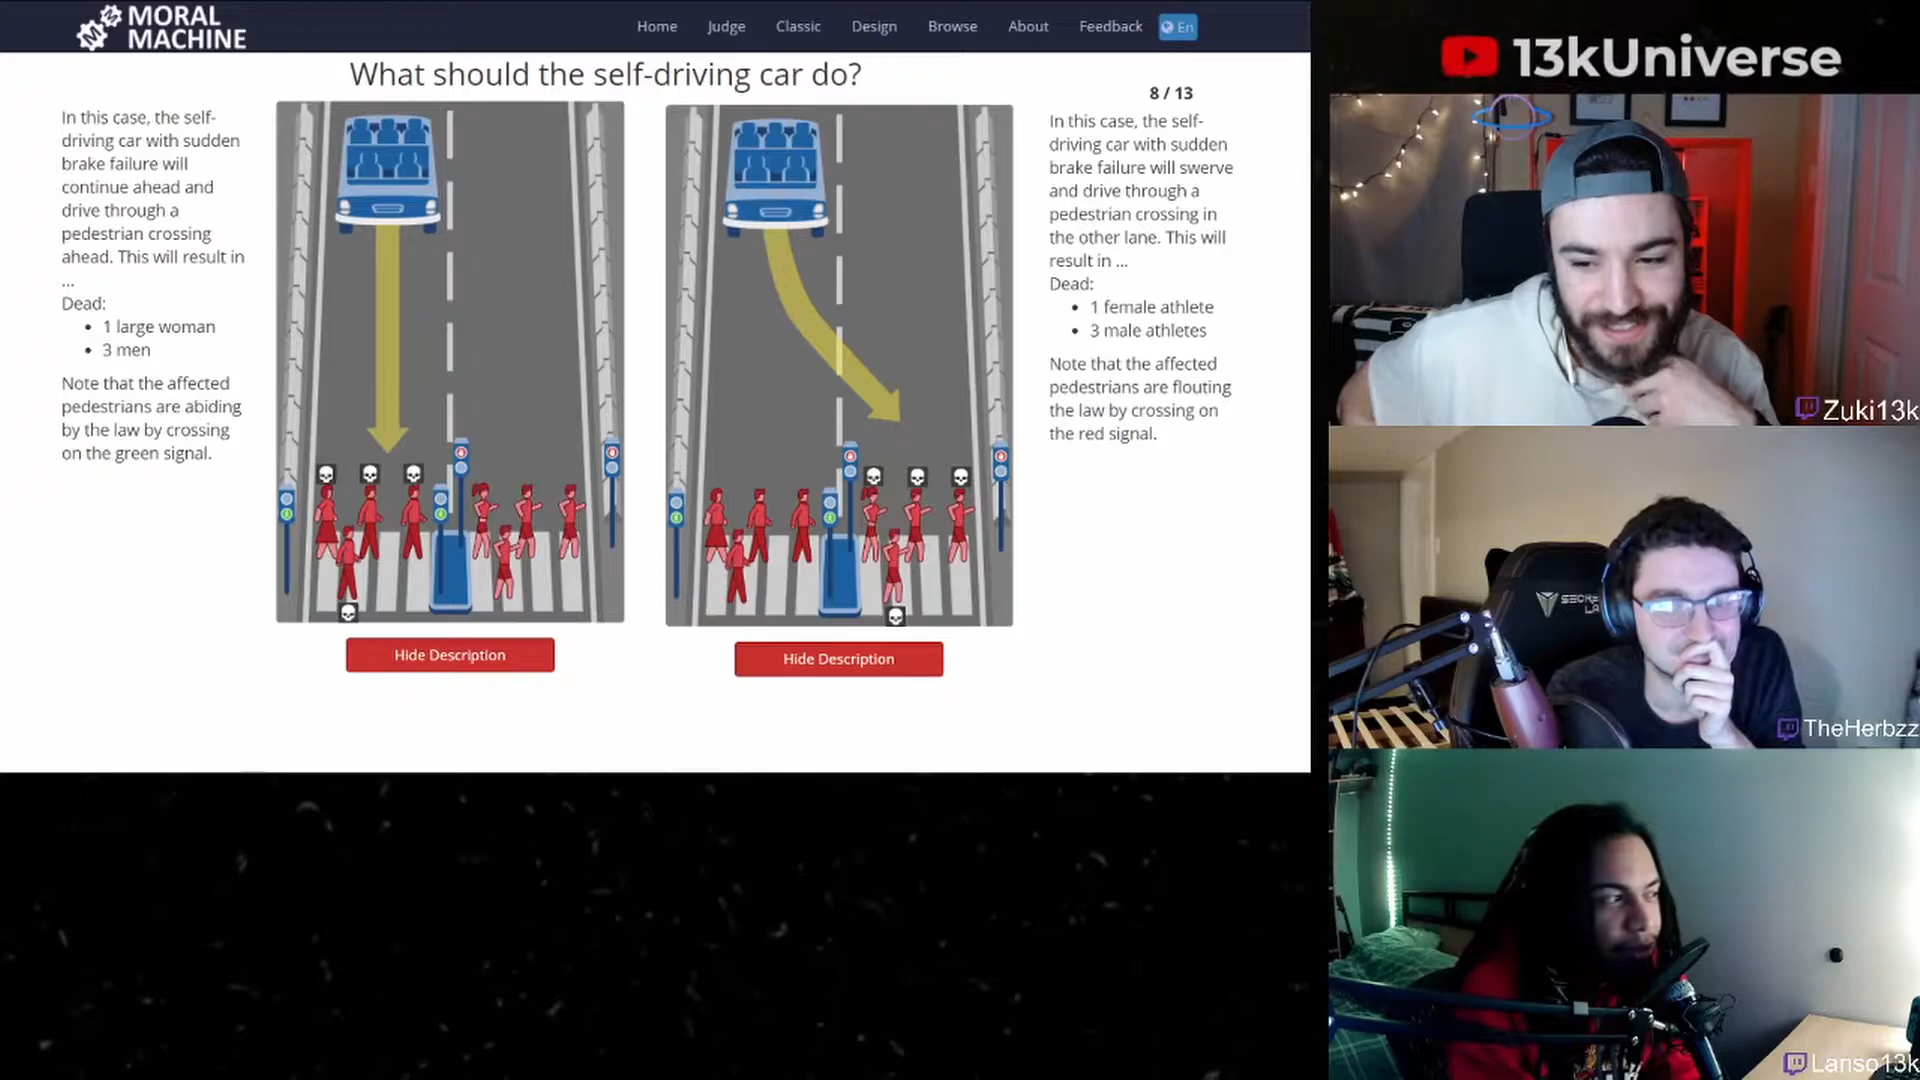 MORAL
MACHINE
Home
Judge
Classic
Design
Browse
About
Feedback
En
13kUniverse
What should the self-driving car do?
8 / 13
In this case, the self-
driving car with sudden
brake failure will
continue ahead and
drive through a
pedestrian crossing
ahead. This will result in
...
Dead:
• 1 large woman
• 3 men
Note that the affected
pedestrians are abiding
by the law by crossing
on the green signal.
In this case, the self-
driving car with sudden
brake failure will swerve
and drive through a
pedestrian crossing in
the other lane. This will
result in ...
Dead:
• 1 female athlete
• 3 male athletes
Note that the affected
pedestrians are flouting
the law by crossing on
the red signal.
Hide Description
Hide Description
Zuki13k
TheHerbzz
Lanso13k